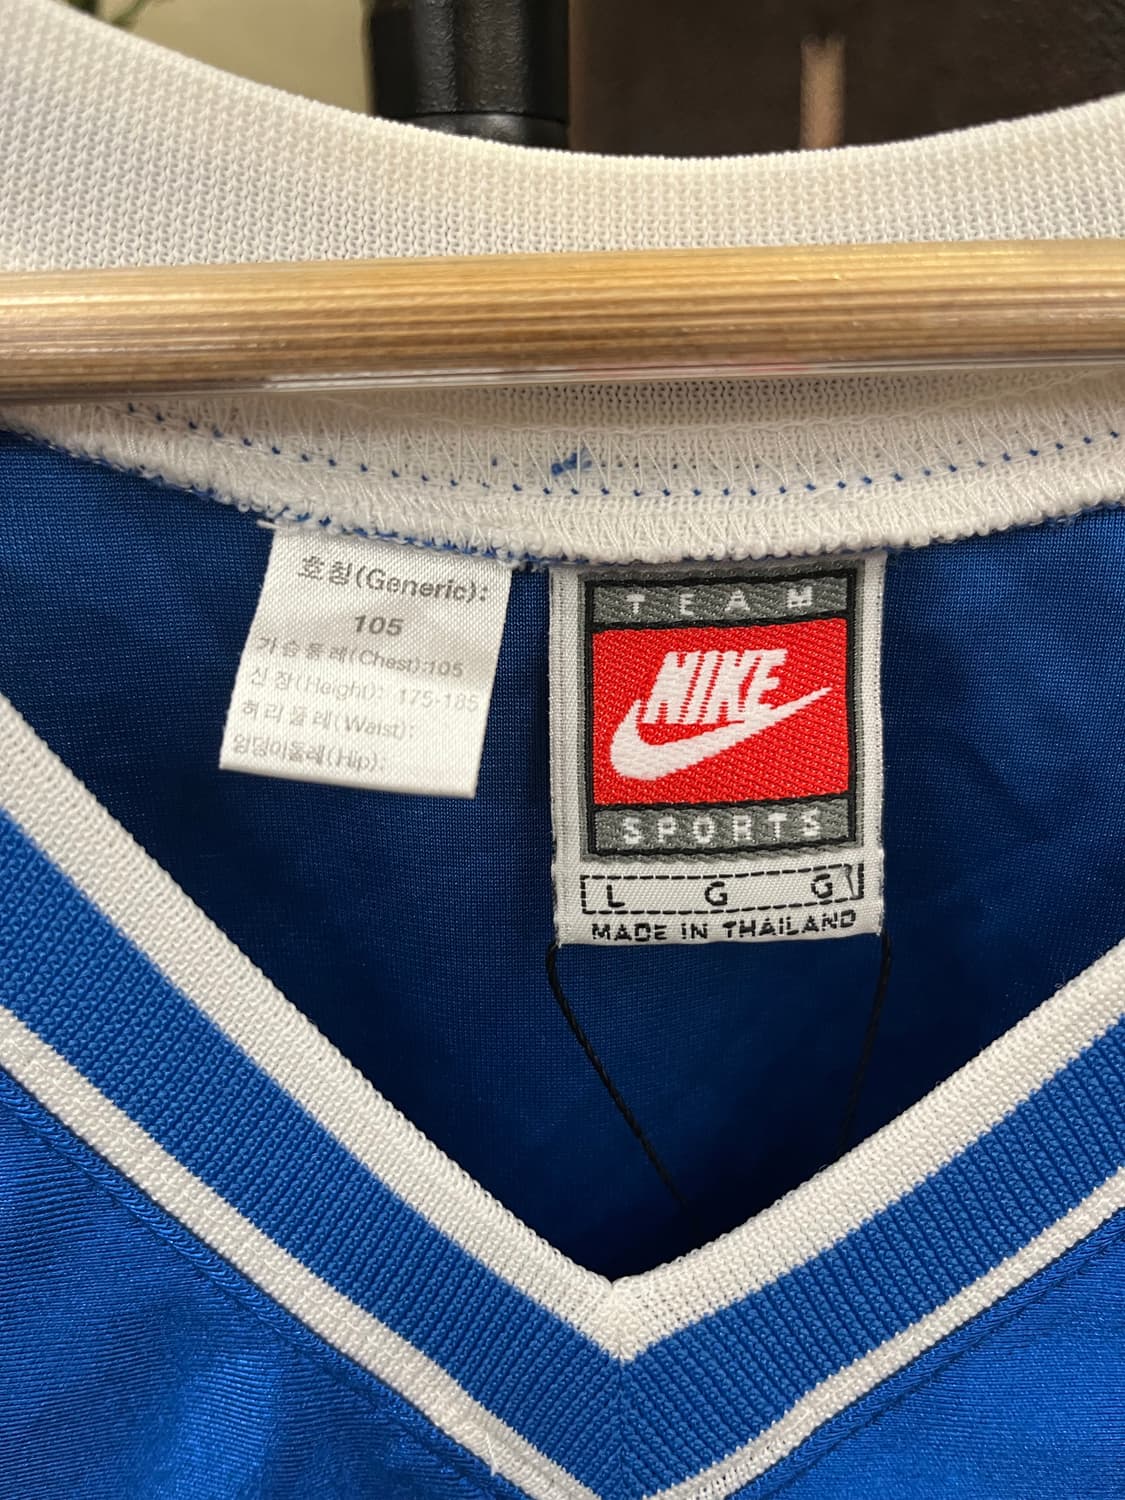 호칭(Generic):
105
가슴둘레(Chest):105
신장(Height): 175-185
허리둘레(Waist):
엉덩이둘레(Hip):
TEAM
NIKE
SPORTS
L G G
MADE IN THAILAND